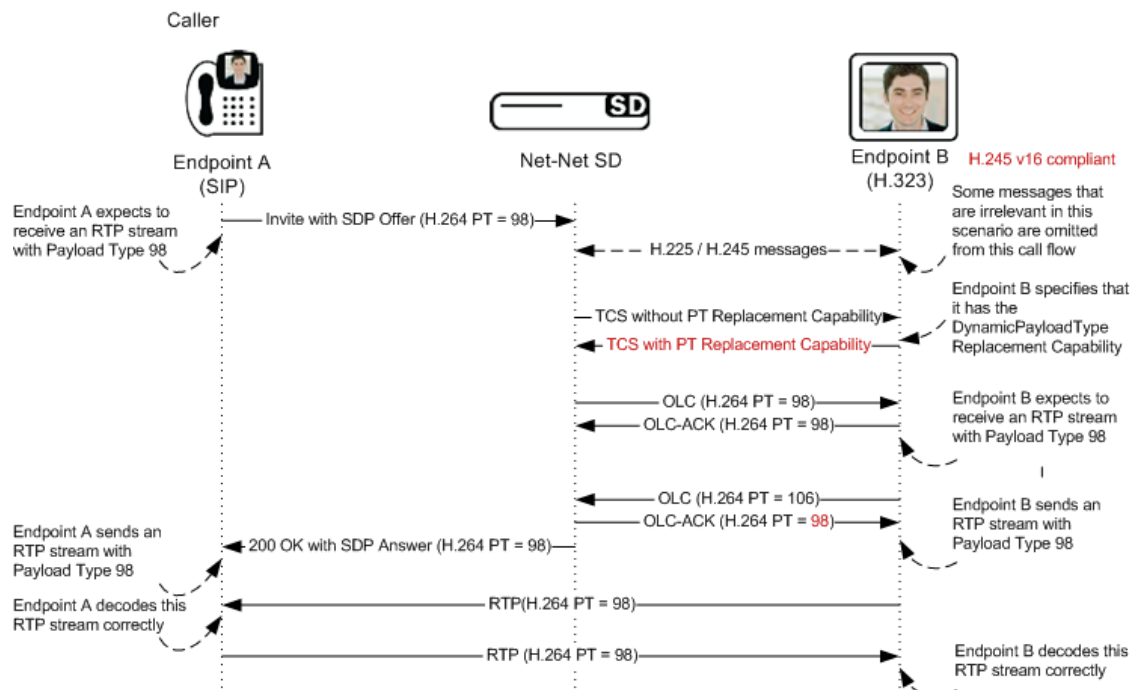 Caller
SD
Endpoint A
(SIP)
Net-Net SD
Endpoint B
(H.323)
H.245 v16 compliant
Endpoint A expects to
receive an RTP stream
with Payload Type 98
Invite with SDP Offer (H.264 PT = 98)
Some messages that
are irrelevant in this
scenario are omitted
from this call flow
H.225 / H.245 messages
Endpoint B specifies that
it has the
DynamicPayloadType
Replacement Capability
TCS without PT Replacement Capability
TCS with PT Replacement Capability
OLC (H.264 PT = 98)
OLC-ACK (H.264 PT = 98)
Endpoint B expects to
receive an RTP stream
with Payload Type 98
OLC (H.264 PT = 106)
OLC-ACK (H.264 PT = 98)
Endpoint B sends an
RTP stream with
Payload Type 98
Endpoint A sends an
RTP stream with
Payload Type 98
200 OK with SDP Answer (H.264 PT = 98)
Endpoint A decodes this
RTP stream correctly
RTP(H.264 PT = 98)
RTP (H.264 PT = 98)
Endpoint B decodes this
RTP stream correctly